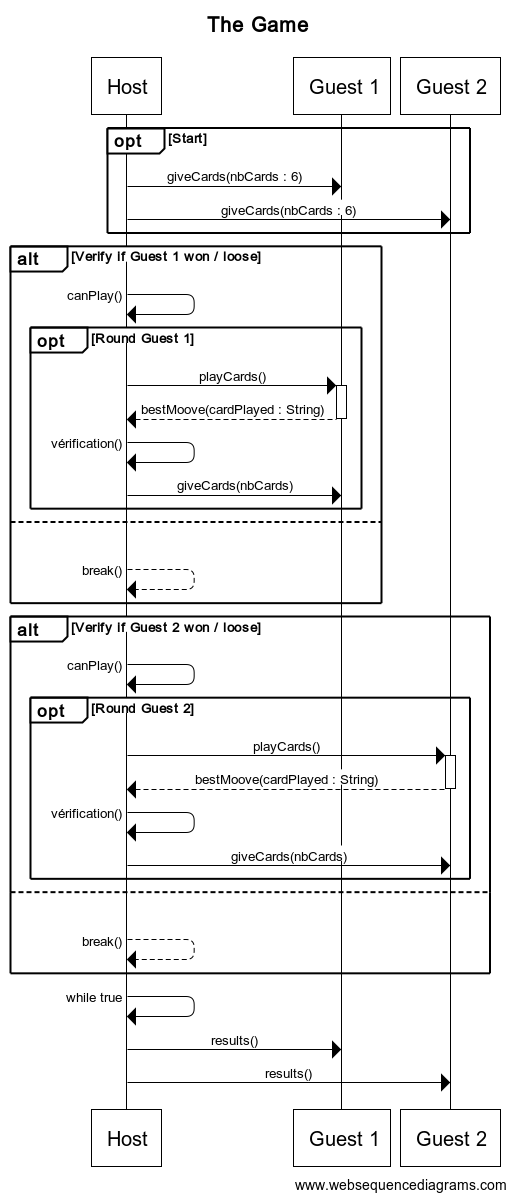 The Game
Host
Guest 1
Guest 2
opt [Start]
giveCards(nbCards : 6)
giveCards(nbCards : 6)
alt [Verify if Guest 1 won / loose]
canPlay()
opt [Round Guest 1]
playCards()
bestMoove(cardPlayed : String)
vérification()
giveCards(nbCards)
break()
alt [Verify if Guest 2 won / loose]
canPlay()
opt [Round Guest 2]
playCards()
bestMoove(cardPlayed : String)
vérification()
giveCards(nbCards)
break()
while true
results()
results()
Host
Guest 1
Guest 2
www.websequencediagrams.com